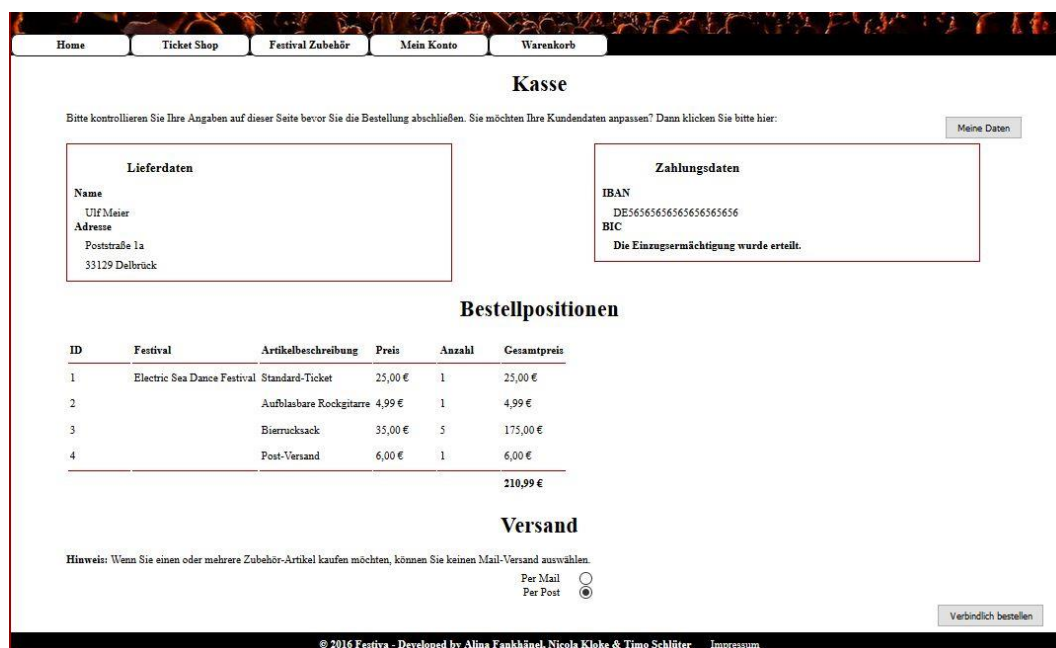 Home Ticket Shop Festival Zubehör Mein Konto Warenkorb
Kasse
Bitte kontrollieren Sie Ihre Angaben auf dieser Seite bevor Sie die Bestellung abschließen. Sie möchten Ihre Kundendaten anpassen? Dann klicken Sie bitte hier:
Meine Daten
Lieferdaten
Name
Ulf Meier
Adresse
Poststraße 1a
33129 Delbrück
Zahlungsdaten
IBAN
DE56565656565656565656
BIC
Die Einzugsermächtigung wurde erteilt.
Bestellpositionen
ID Festival Artikelbeschreibung Preis Anzahl Gesamtpreis
1 Electric Sea Dance Festival Standard-Ticket 25,00 € 1 25,00 €
2 Aufblasbare Rockgitarre 4,99 € 1 4,99 €
3 Bierrucksack 35,00 € 5 175,00 €
4 Post-Versand 6,00 € 1 6,00 €
210,99 €
Versand
Hinweis: Wenn Sie einen oder mehrere Zubehör-Artikel kaufen möchten, können Sie keinen Mail-Versand auswählen.
Per Mail
Per Post
Verbindlich bestellen
© 2016 Festiva - Developed by Alina Fankhänel, Nicola Kloke & Timo Schlüter Impressum